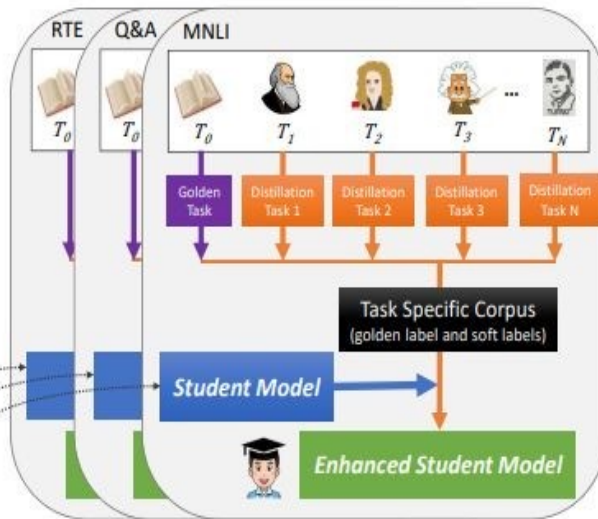 RTE
Q&A
MNLI
T0
T0
T0
T1
T2
T3
...
TN
Golden
Task
Distillation
Task 1
Distillation
Task 2
Distillation
Task 3
Distillation
Task N
Task Specific Corpus
(golden label and soft labels)
Student Model
Enhanced Student Model